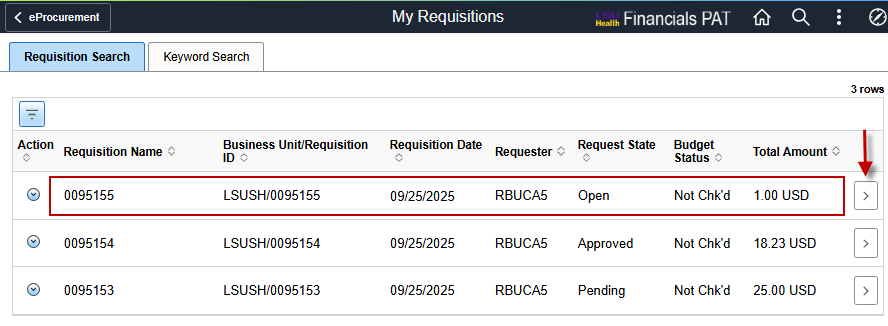 eProcurement
My Requisitions
LSU Health Financials PAT
Requisition Search
Keyword Search
3 rows
Action Requisition Name Business Unit/Requisition ID Requisition Date Requester Request State Budget Status Total Amount
0095155 LSUSH/0095155 09/25/2025 RBUCA5 Open Not Chk'd 1.00 USD
0095154 LSUSH/0095154 09/25/2025 RBUCA5 Approved Not Chk'd 18.23 USD
0095153 LSUSH/0095153 09/25/2025 RBUCA5 Pending Not Chk'd 25.00 USD